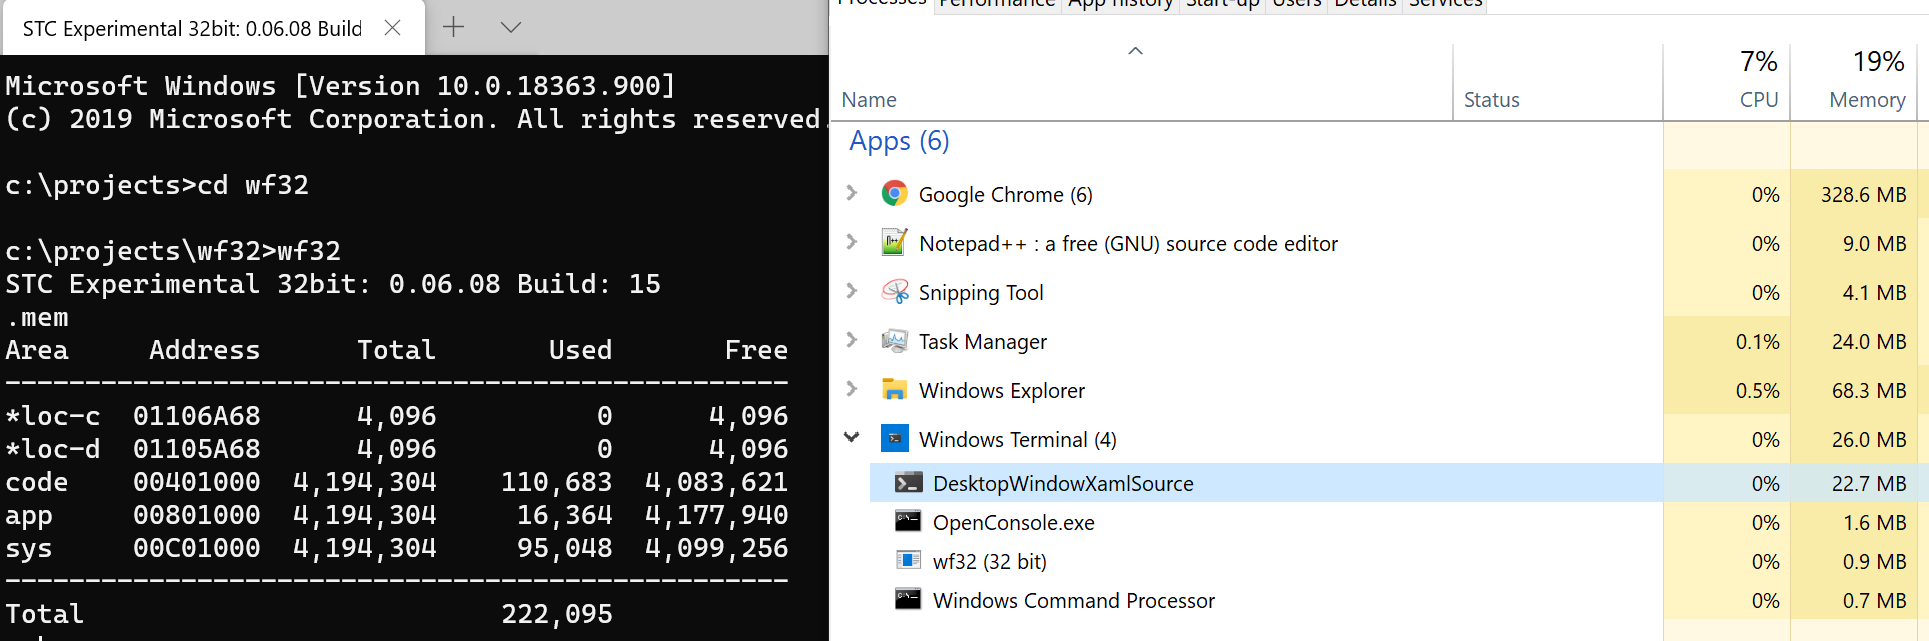 STC Experimental 32bit: 0.06.08 Build
Microsoft Windows [Version 10.0.18363.900]
(c) 2019 Microsoft Corporation. All rights reserved.
c:\projects>cd wf32
c:\projects\wf32>wf32
STC Experimental 32bit: 0.06.08 Build: 15
.mem
Area Address Total Used Free
-------------------------------------------------
*loc-c 01106A68 4,096 0 4,096
*loc-d 01105A68 4,096 0 4,096
code 00401000 4,194,304 110,683 4,083,621
app 00801000 4,194,304 16,364 4,177,940
sys 00C01000 4,194,304 95,048 4,099,256
-------------------------------------------------
Total 222,095
Processes Performance App history Start-up Users Details Services
7% 19%
Name Status CPU Memory
Apps (6)
Google Chrome (6) 0% 328.6 MB
Notepad++ : a free (GNU) source code editor 0% 9.0 MB
Snipping Tool 0% 4.1 MB
Task Manager 0.1% 24.0 MB
Windows Explorer 0.5% 68.3 MB
Windows Terminal (4) 0% 26.0 MB
DesktopWindowXamlSource 0% 22.7 MB
OpenConsole.exe 0% 1.6 MB
wf32 (32 bit) 0% 0.9 MB
Windows Command Processor 0% 0.7 MB